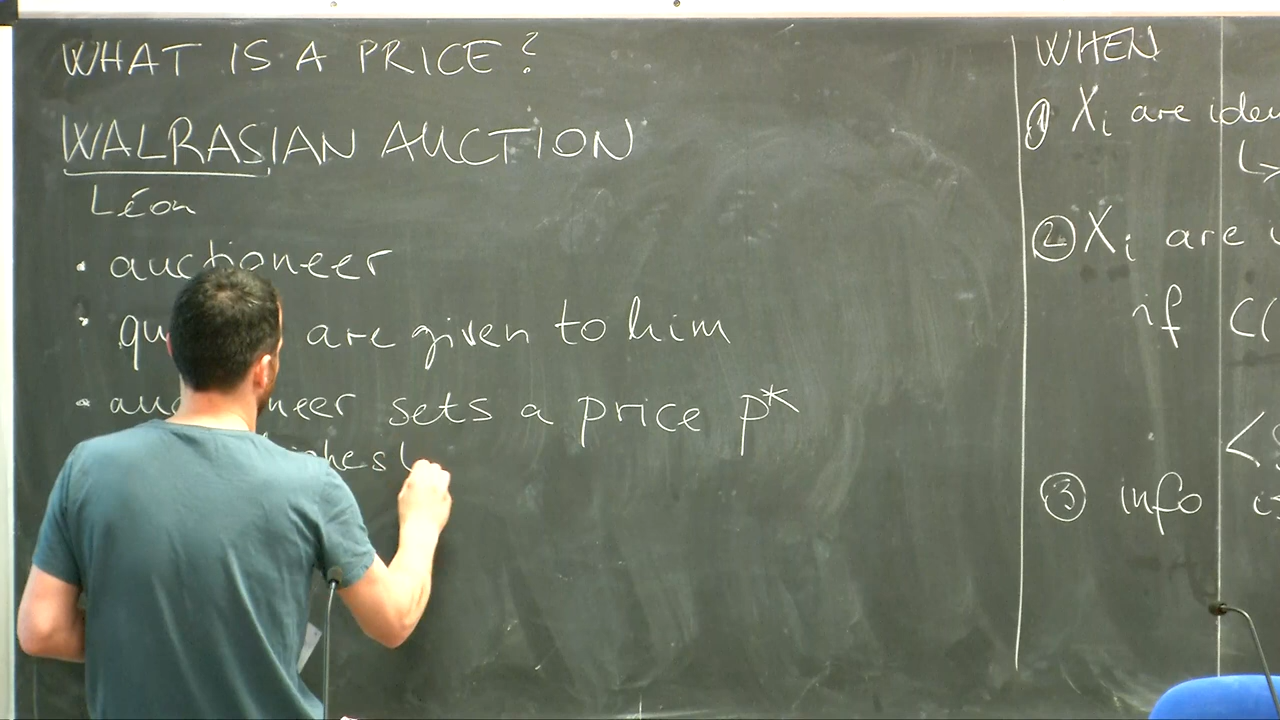 WHAT IS A PRICE?
WALRASIAN AUCTION
Léon
• auctioneer
• are given to him
• sets a price p*
WHEN
① Xi are
② Xi are
if C(
<
③ info